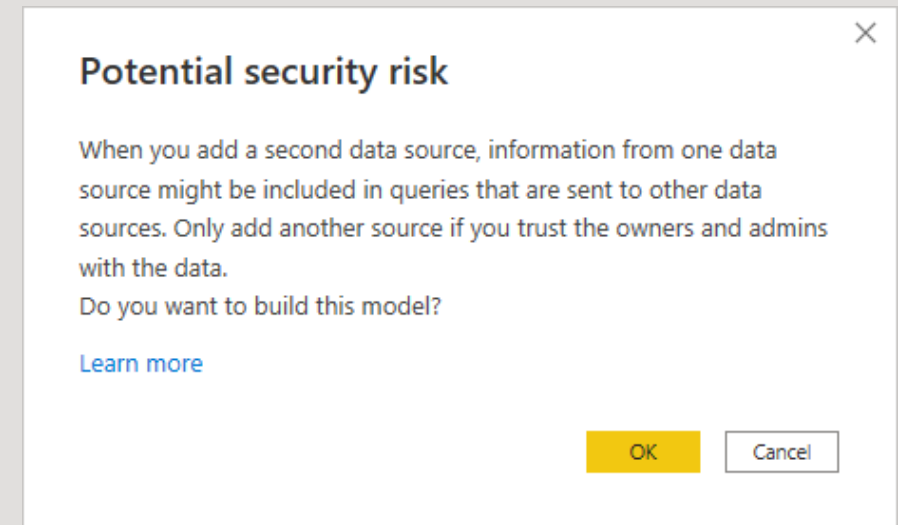 Potential security risk
When you add a second data source, information from one data
source might be included in queries that are sent to other data
sources. Only add another source if you trust the owners and admins
with the data.
Do you want to build this model?
Learn more
OK
Cancel